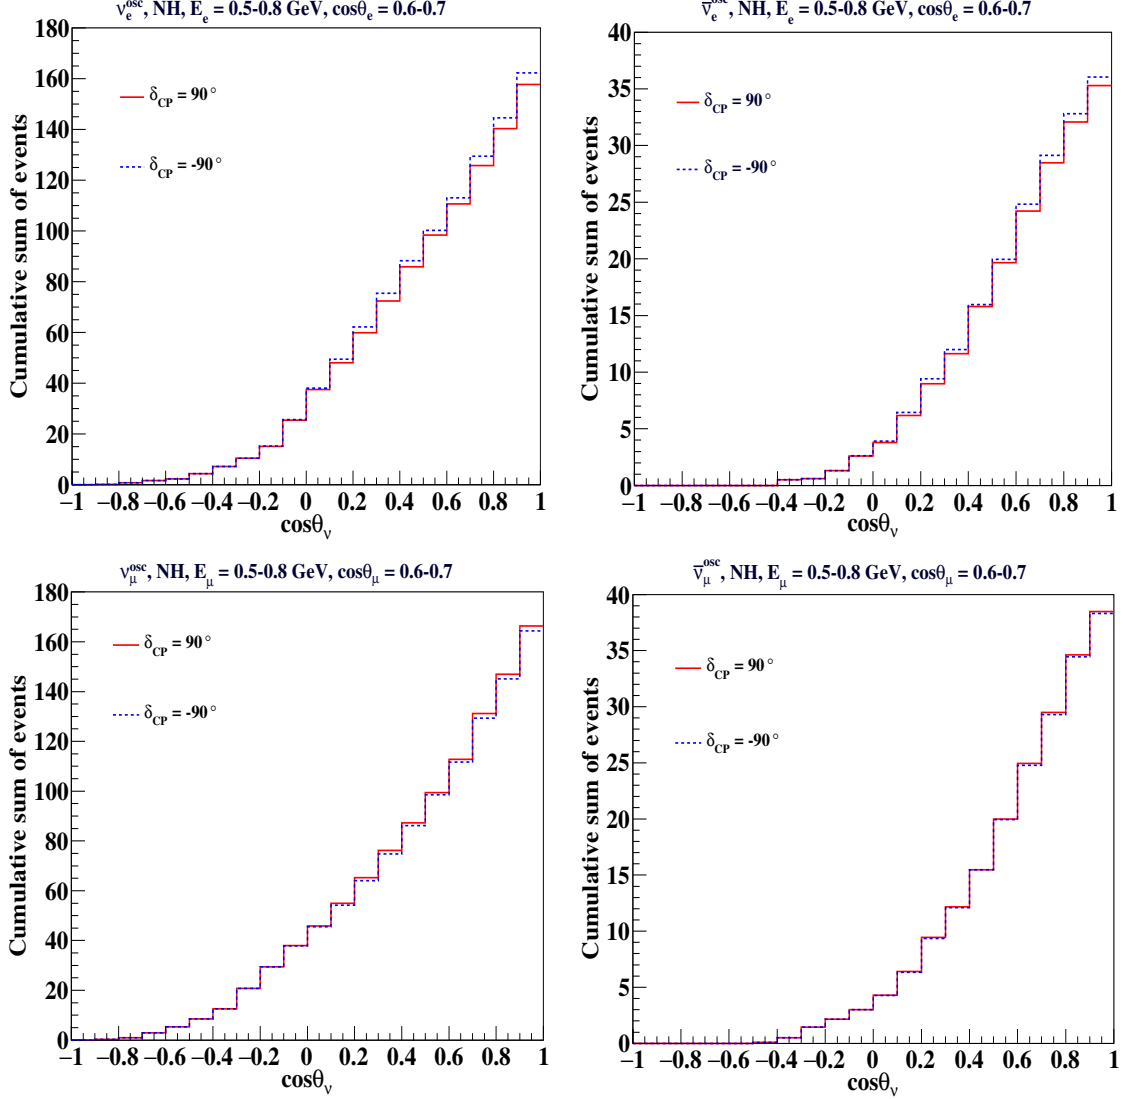 ν_e^osc, NH, E_e = 0.5-0.8 GeV, cosθ_e = 0.6-0.7
Cumulative sum of events
180
160
140
120
100
80
60
40
20
0
δ_CP = 90°
δ_CP = -90°
−1 −0.8 −0.6 −0.4 −0.2 0 0.2 0.4 0.6 0.8 1
cosθ_ν
ν̅_e^osc, NH, E_e = 0.5-0.8 GeV, cosθ_e = 0.6-0.7
Cumulative sum of events
40
35
30
25
20
15
10
5
0
δ_CP = 90°
δ_CP = -90°
−1 −0.8 −0.6 −0.4 −0.2 0 0.2 0.4 0.6 0.8 1
cosθ_ν
ν_μ^osc, NH, E_μ = 0.5-0.8 GeV, cosθ_μ = 0.6-0.7
Cumulative sum of events
180
160
140
120
100
80
60
40
20
0
δ_CP = 90°
δ_CP = -90°
−1 −0.8 −0.6 −0.4 −0.2 0 0.2 0.4 0.6 0.8 1
cosθ_ν
ν̅_μ^osc, NH, E_μ = 0.5-0.8 GeV, cosθ_μ = 0.6-0.7
Cumulative sum of events
40
35
30
25
20
15
10
5
0
δ_CP = 90°
δ_CP = -90°
−1 −0.8 −0.6 −0.4 −0.2 0 0.2 0.4 0.6 0.8 1
cosθ_ν